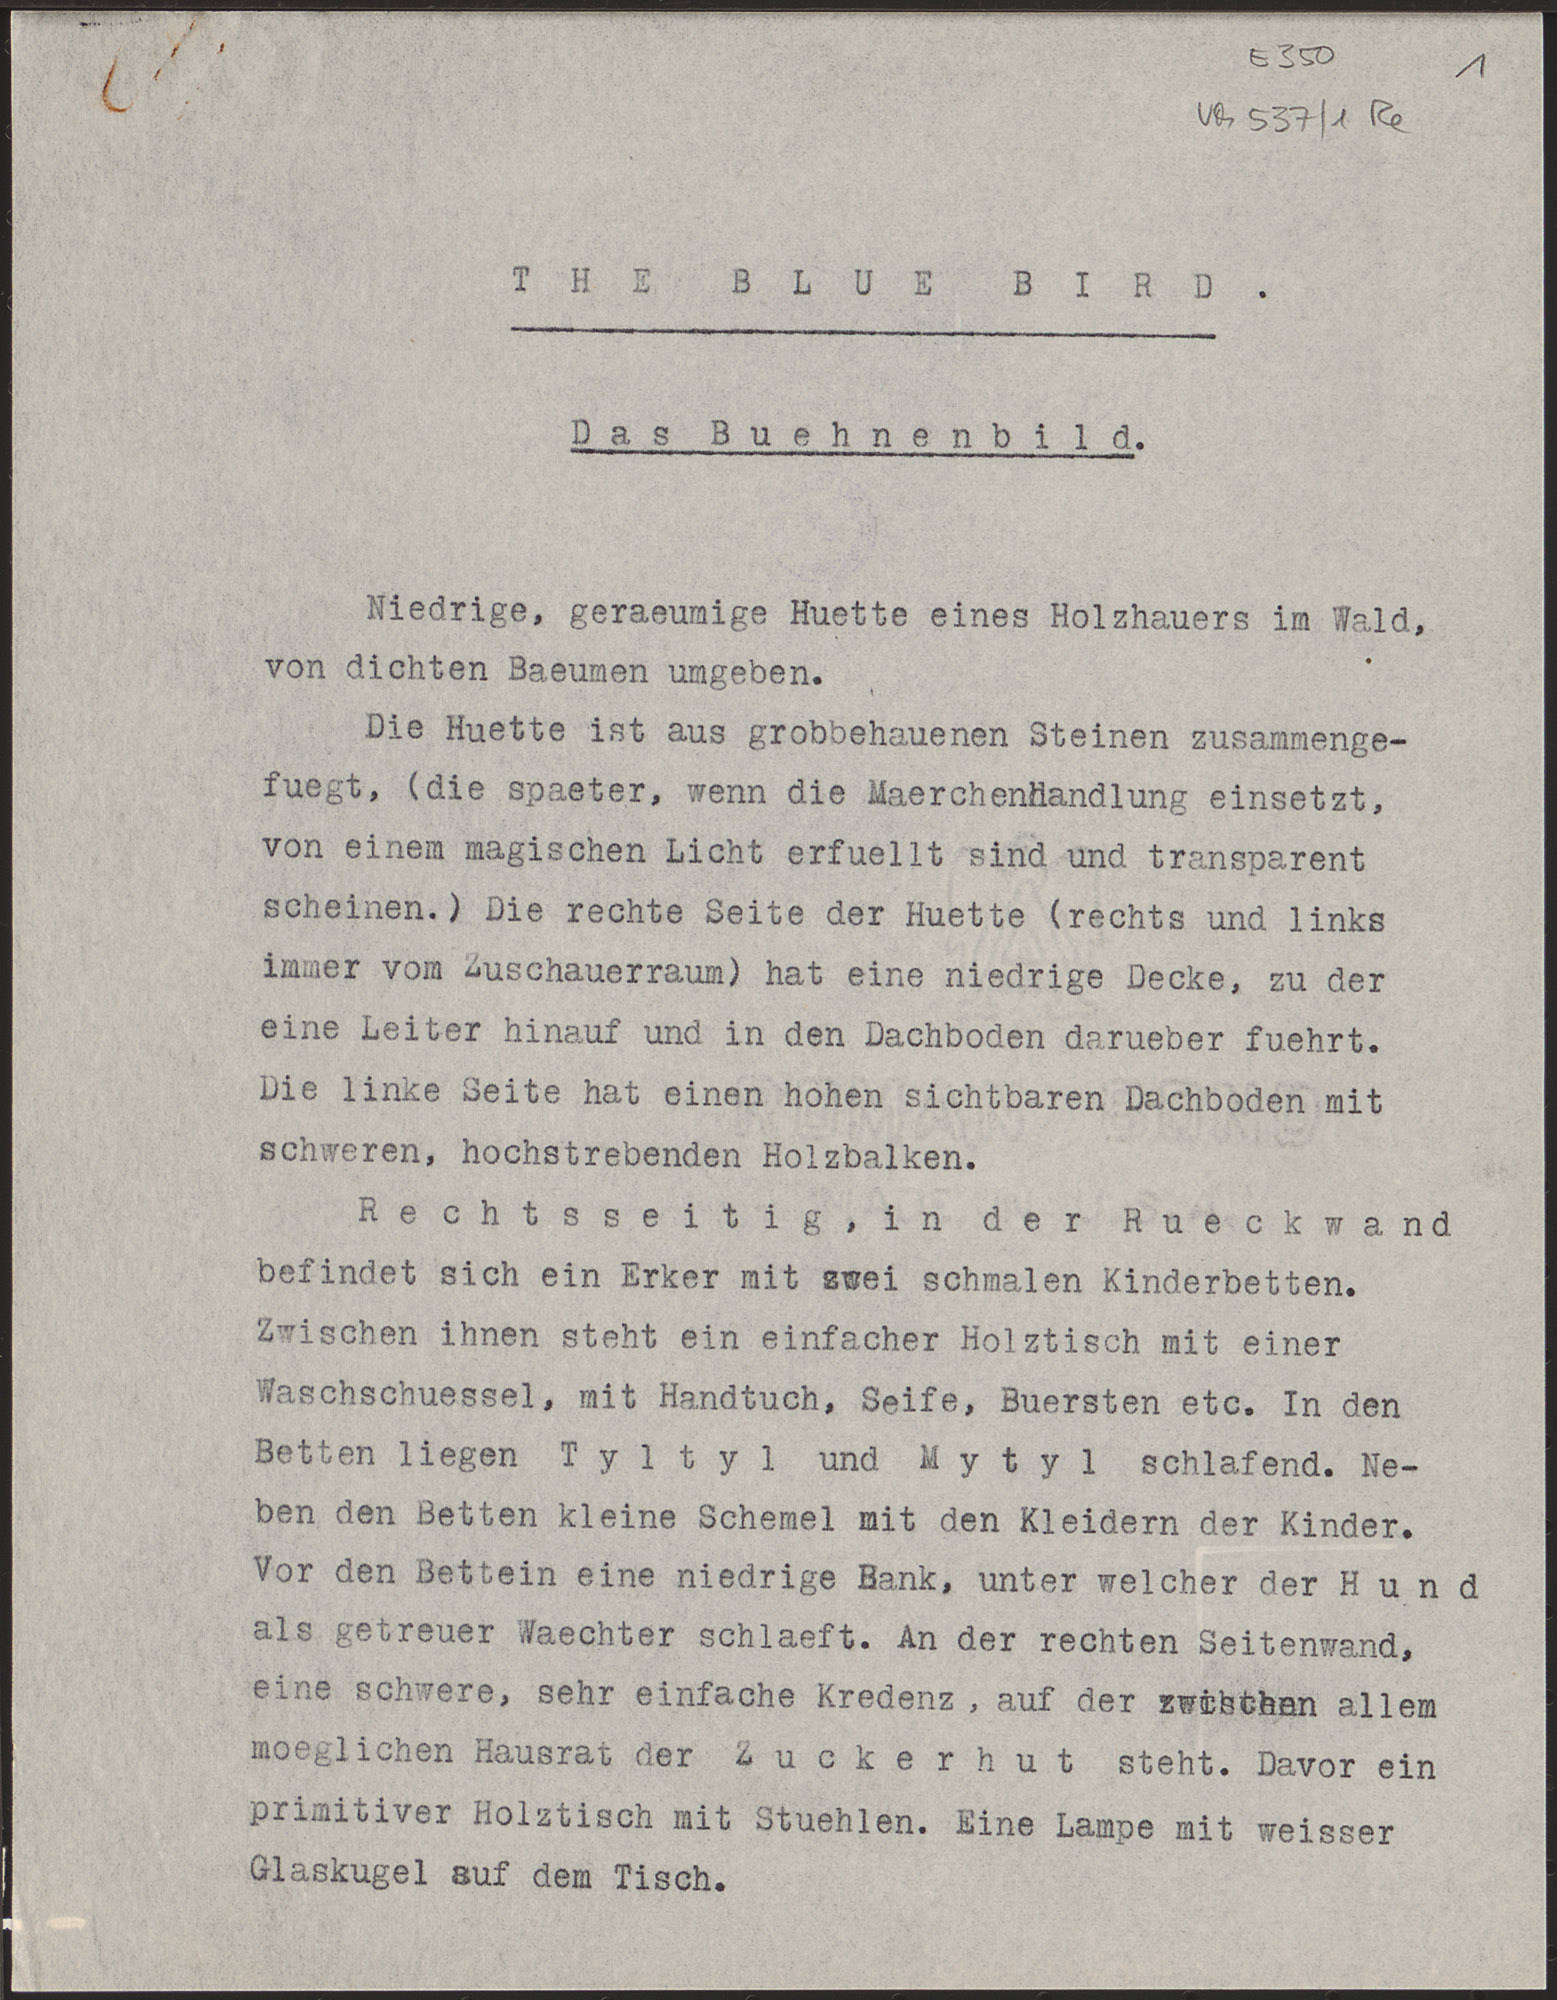 E 350 1
VM 537/1 Re
T H E  B L U E  B I R D .
D a s  B u e h n e n b i l d.
Niedrige, geraeumige Huette eines Holzhauers im Wald,
von dichten Baeumen umgeben.
Die Huette ist aus grobbehauenen Steinen zusammenge-
fuegt, (die spaeter, wenn die MaerchenHandlung einsetzt,
von einem magischen Licht erfuellt sind und transparent
scheinen.) Die rechte Seite der Huette (rechts und links
immer vom Zuschauerraum) hat eine niedrige Decke, zu der
eine Leiter hinauf und in den Dachboden darueber fuehrt.
Die linke Seite hat einen hohen sichtbaren Dachboden mit
schweren, hochstrebenden Holzbalken.
R e c h t s s e i t i g , i n  d e r  R u e c k w a n d
befindet sich ein Erker mit zwei schmalen Kinderbetten.
Zwischen ihnen steht ein einfacher Holztisch mit einer
Waschschuessel, mit Handtuch, Seife, Buersten etc. In den
Betten liegen T y l t y l und M y t y l schlafend. Ne-
ben den Betten kleine Schemel mit den Kleidern der Kinder.
Vor den Bettein eine niedrige Bank, unter welcher der H u n d
als getreuer Waechter schlaeft. An der rechten Seitenwand,
eine schwere, sehr einfache Kredenz, auf der zwischen allem
moeglichen Hausrat der Z u c k e r h u t steht. Davor ein
primitiver Holztisch mit Stuehlen. Eine Lampe mit weisser
Glaskugel auf dem Tisch.